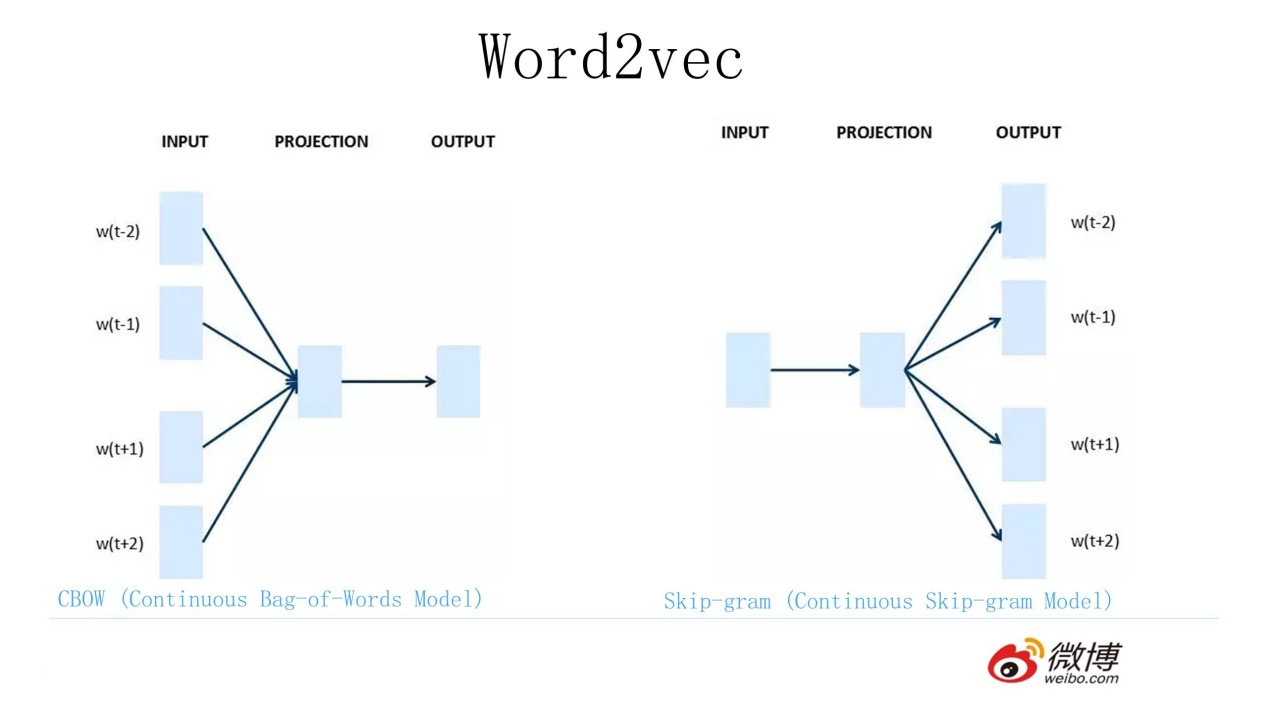 Word2vec
INPUT PROJECTION OUTPUT
w(t-2)
w(t-1)
w(t+1)
w(t+2)
CBOW (Continuous Bag-of-Words Model)
INPUT PROJECTION OUTPUT
w(t-2)
w(t-1)
w(t+1)
w(t+2)
Skip-gram (Continuous Skip-gram Model)
微博
weibo.com